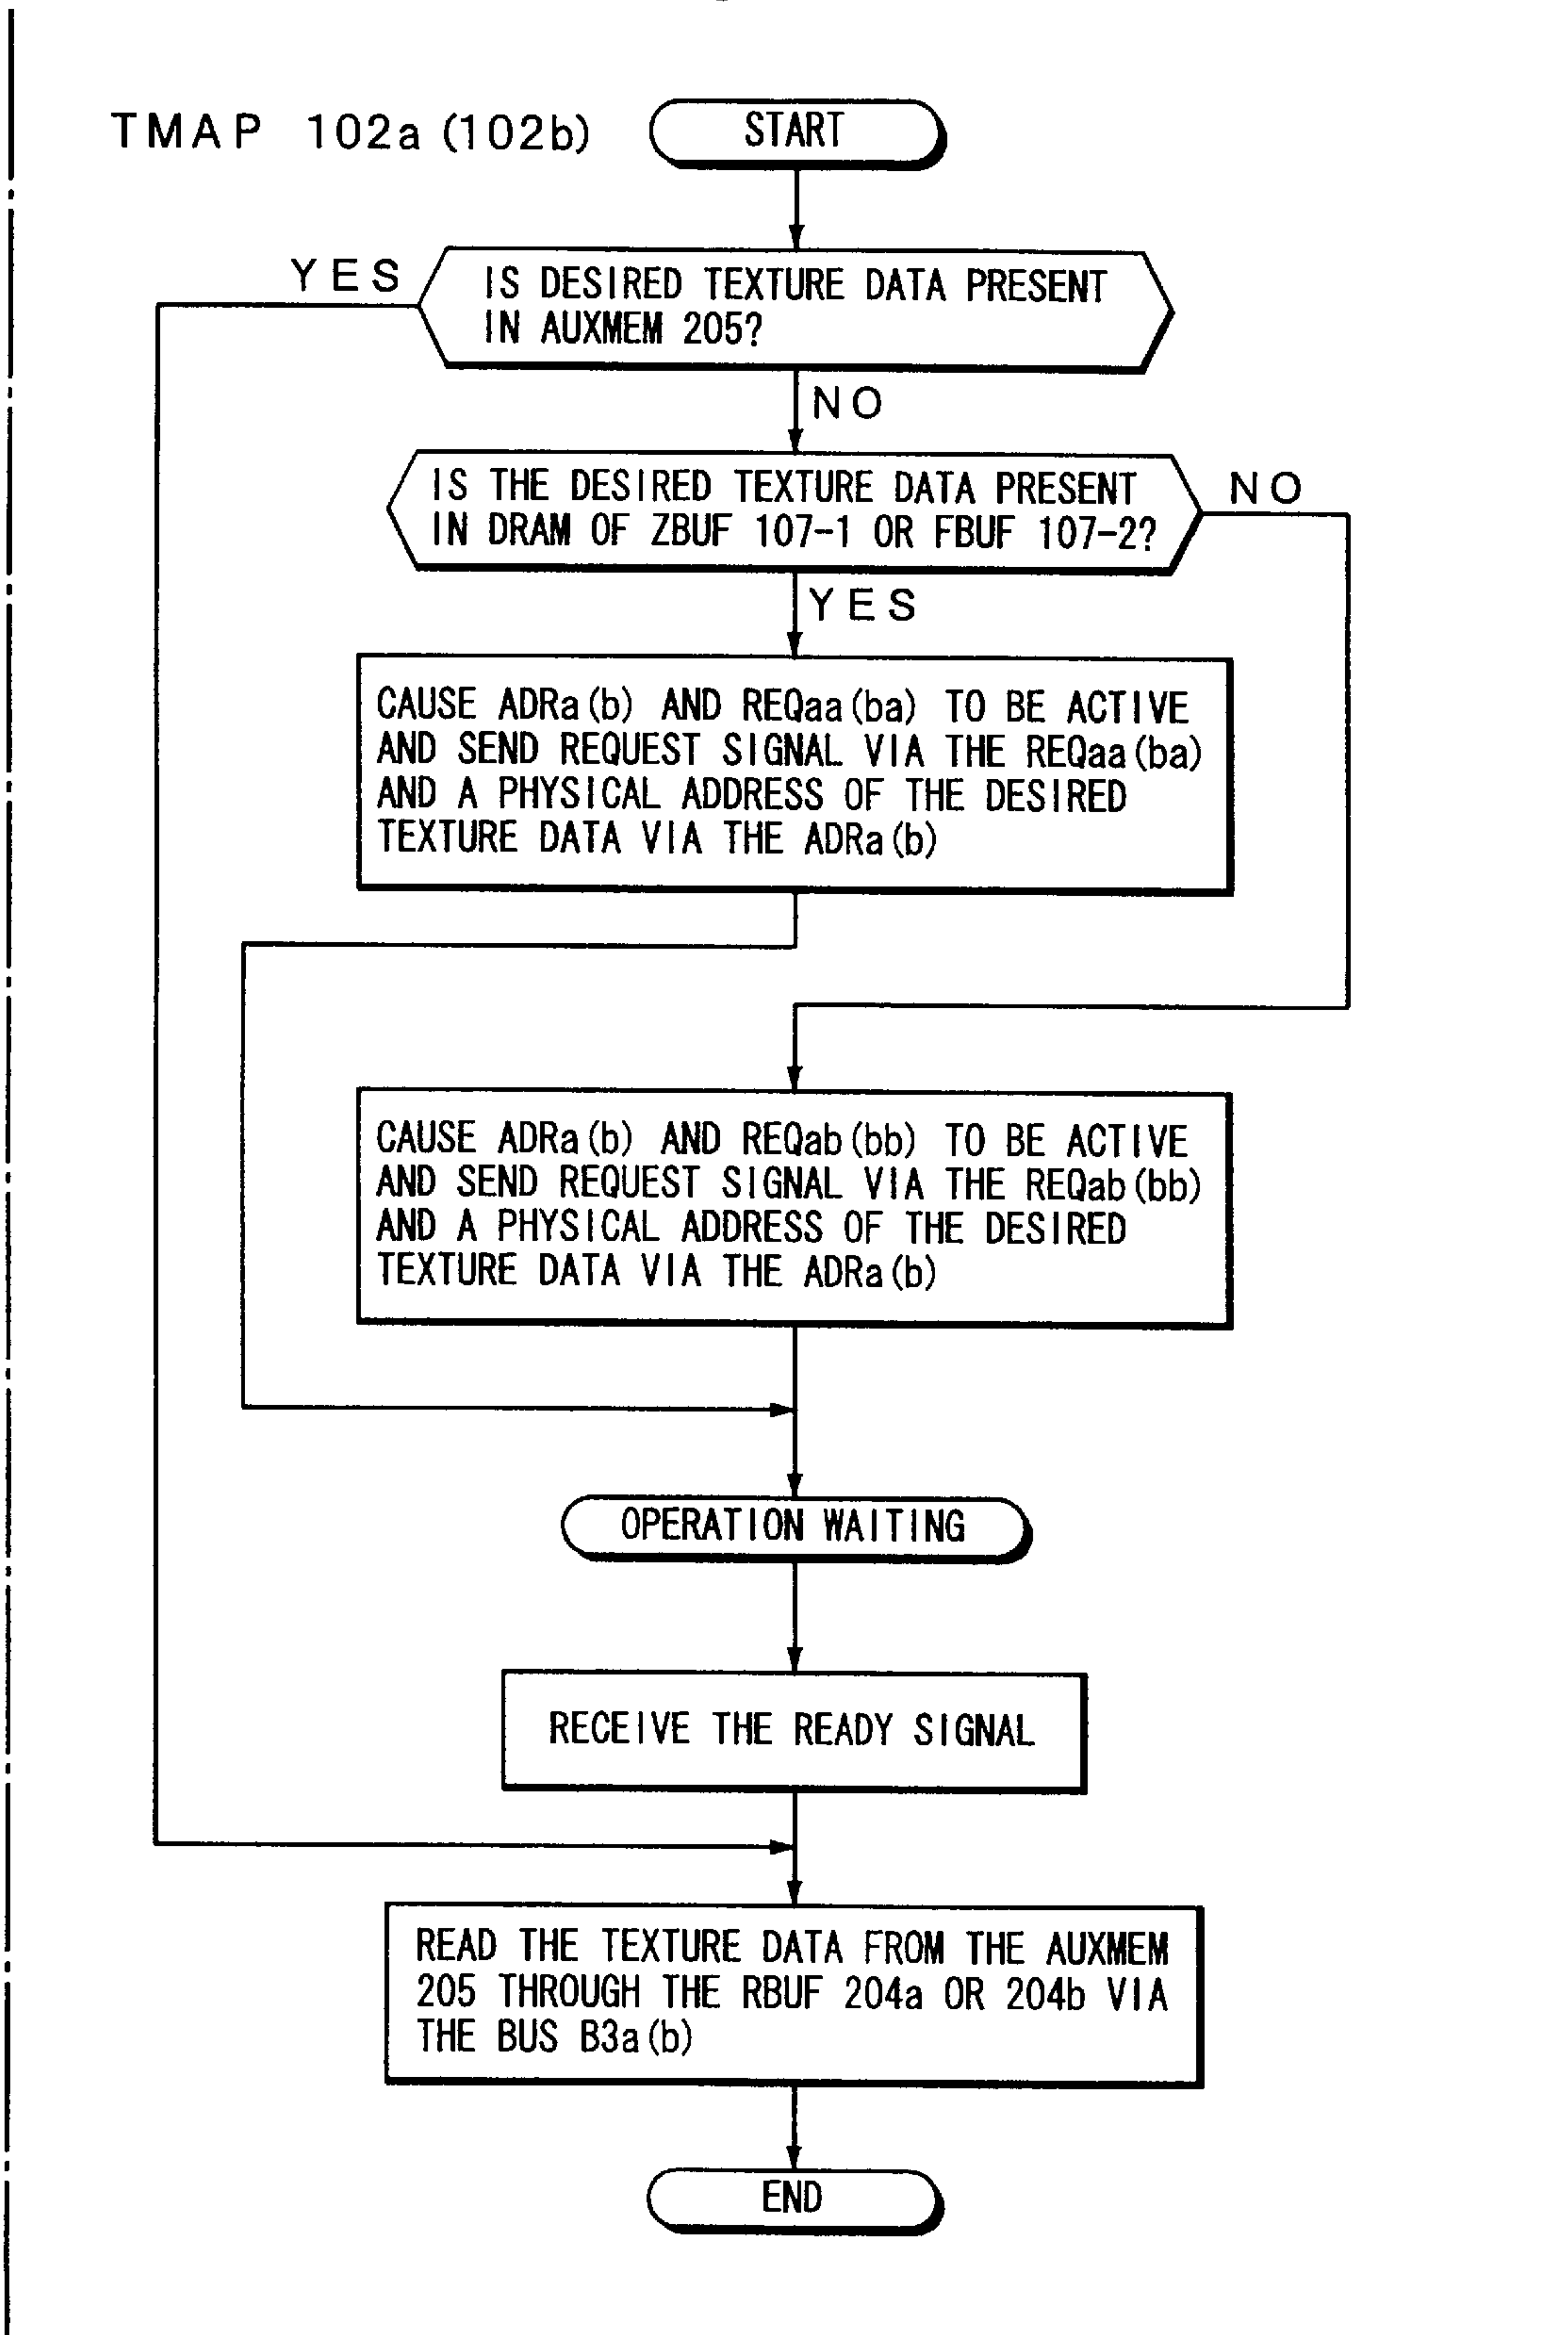 TMAP 102a (102b)
START
YES
IS DESIRED TEXTURE DATA PRESENT
IN AUXMEM 205?
NO
IS THE DESIRED TEXTURE DATA PRESENT
IN DRAM OF ZBUF 107-1 OR FBUF 107-2?
NO
YES
CAUSE ADRa(b) AND REQaa(ba) TO BE ACTIVE
AND SEND REQUEST SIGNAL VIA THE REQaa(ba)
AND A PHYSICAL ADDRESS OF THE DESIRED
TEXTURE DATA VIA THE ADRa(b)
CAUSE ADRa(b) AND REQab(bb) TO BE ACTIVE
AND SEND REQUEST SIGNAL VIA THE REQab(bb)
AND A PHYSICAL ADDRESS OF THE DESIRED
TEXTURE DATA VIA THE ADRa(b)
OPERATION WAITING
RECEIVE THE READY SIGNAL
READ THE TEXTURE DATA FROM THE AUXMEM
205 THROUGH THE RBUF 204a OR 204b VIA
THE BUS B3a(b)
END